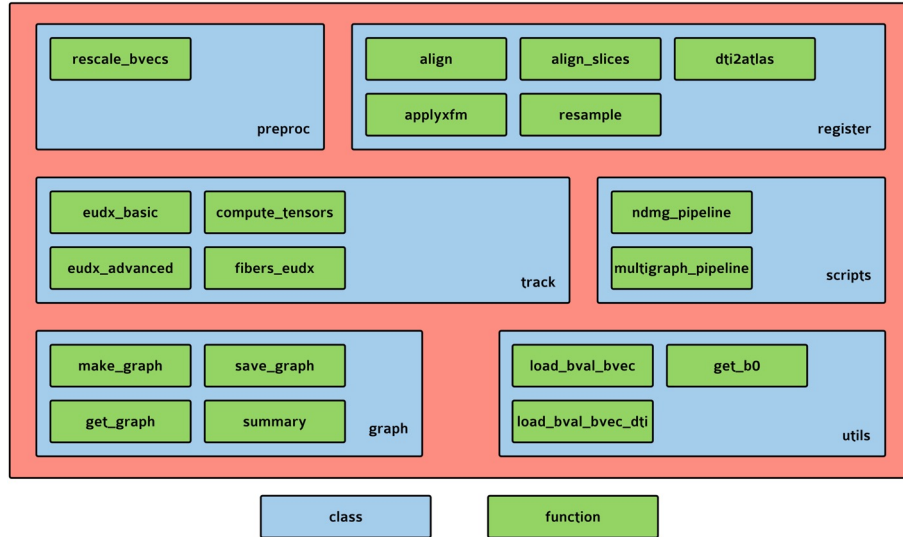 rescale_bvecs
preproc
align
align_slices
dti2atlas
applyxfm
resample
register
eudx_basic
compute_tensors
eudx_advanced
fibers_eudx
track
ndmg_pipeline
multigraph_pipeline
scripts
make_graph
save_graph
get_graph
summary
graph
load_bval_bvec
get_b0
load_bval_bvec_dti
utils
class
function